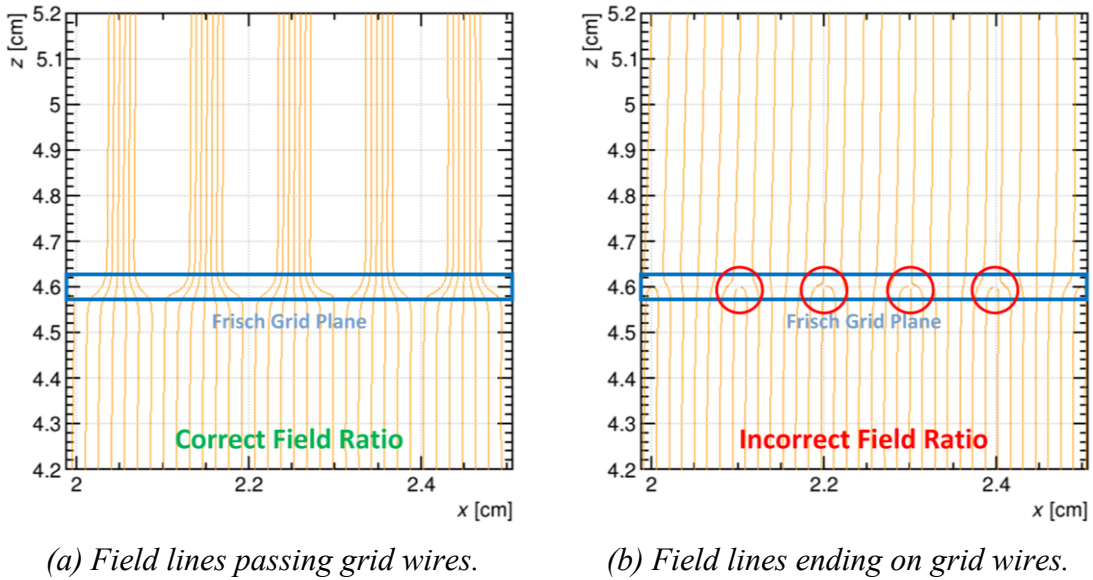 5.2
z [cm]
5.1
5
4.9
4.8
4.7
4.6
4.5
4.4
4.3
4.2
2
2.2
2.4
x [cm]
Frisch Grid Plane
Correct Field Ratio
(a) Field lines passing grid wires.
5.2
z [cm]
5.1
5
4.9
4.8
4.7
4.6
4.5
4.4
4.3
4.2
2
2.2
2.4
x [cm]
Frisch Grid Plane
Incorrect Field Ratio
(b) Field lines ending on grid wires.